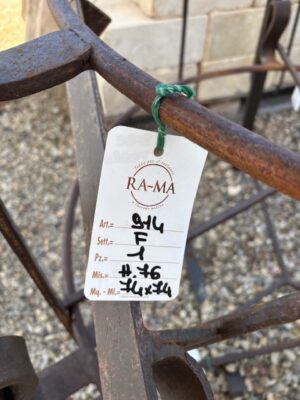 RA-MA
Art.= 914
Sett.= F
Pz.= 1
Mis.= H.76
Mq. - Ml.= 74x74